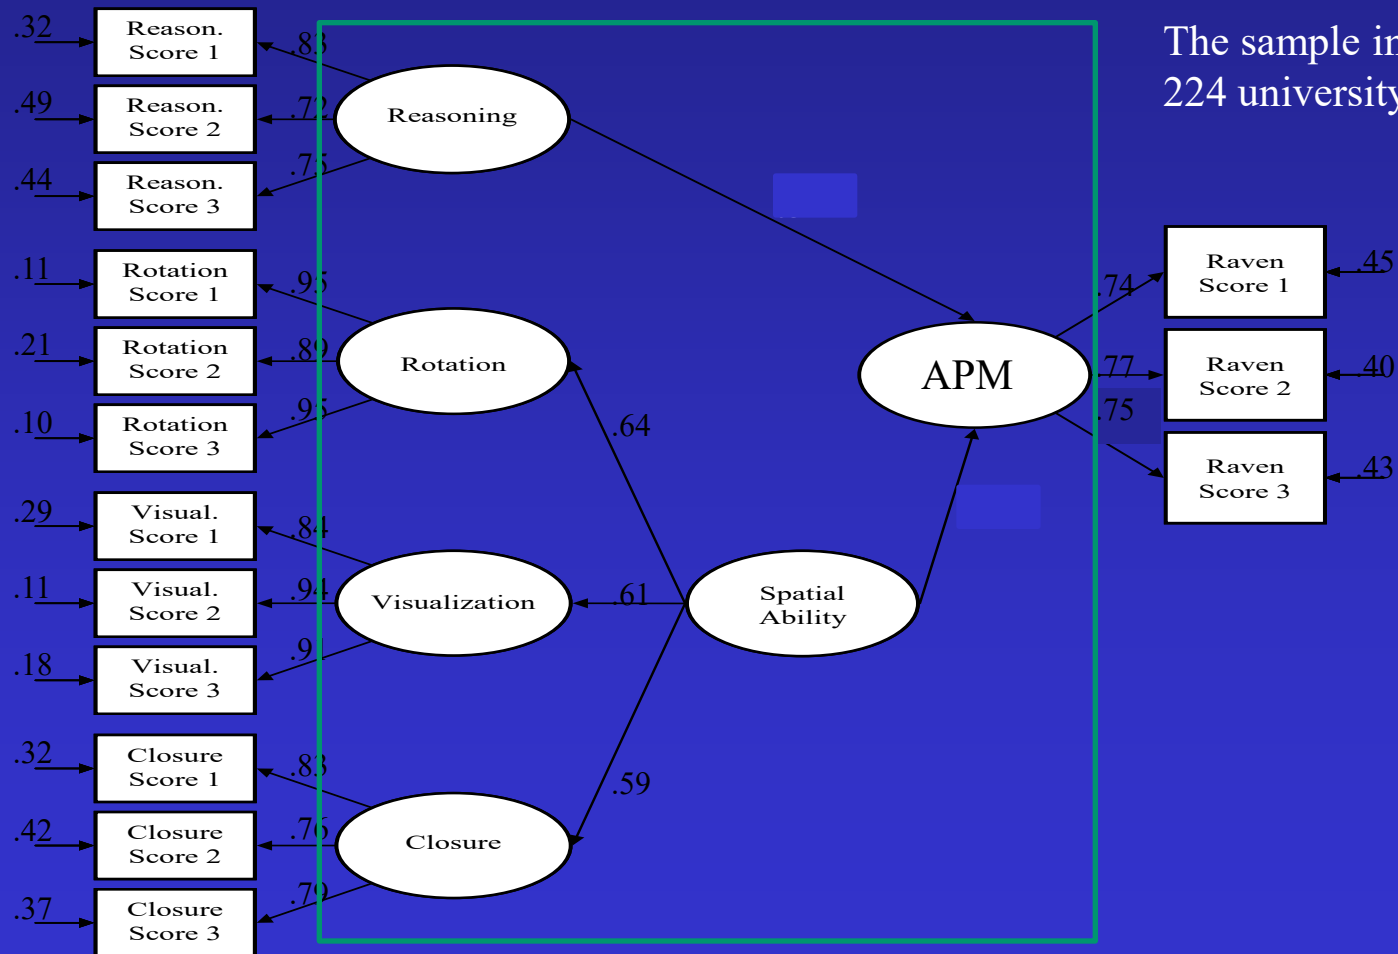 The sample in
224 university
.32
Reason.
Score 1
.83
.49
Reason.
Score 2
.72
.44
Reason.
Score 3
.75
Reasoning
.11
Rotation
Score 1
.95
.21
Rotation
Score 2
.89
.10
Rotation
Score 3
.95
Rotation
.64
.29
Visual.
Score 1
.84
.11
Visual.
Score 2
.94
.18
Visual.
Score 3
.91
Visualization
.61
Spatial
Ability
.32
Closure
Score 1
.83
.42
Closure
Score 2
.76
.37
Closure
Score 3
.79
Closure
.59
APM
.74
Raven
Score 1
.45
.77
Raven
Score 2
.40
.75
Raven
Score 3
.43